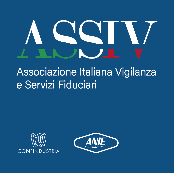 ASSIV
Associazione Italiana Vigilanza
e Servizi Fiduciari
CONFINDUSTRIA
ANIE